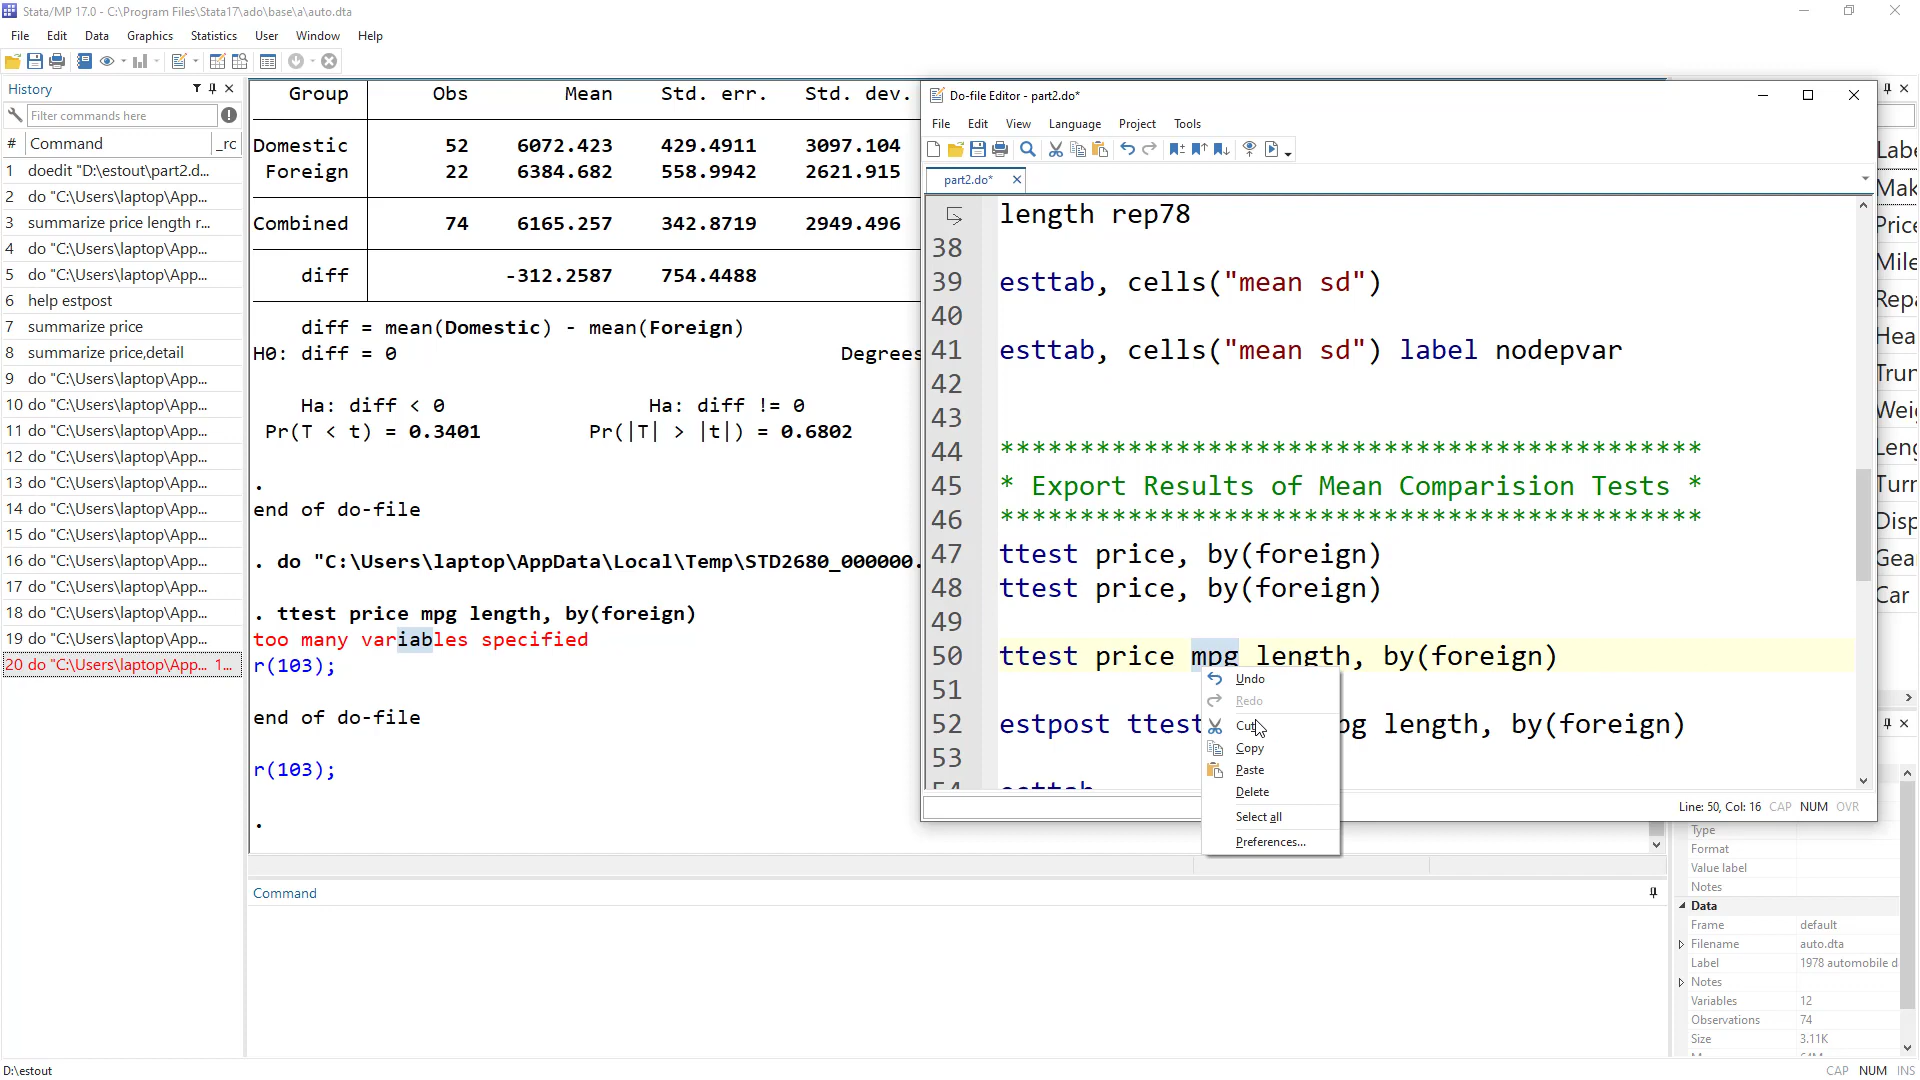 Stata/MP 17.0 - C:\Program Files\Stata17\ado\base\a\auto.dta
File Edit Data Graphics Statistics User Window Help
History
Filter commands here
# Command _rc
1 doedit "D:\estout\part2.d...
2 do "C:\Users\laptop\App...
3 summarize price length r...
4 do "C:\Users\laptop\App...
5 do "C:\Users\laptop\App...
6 help estpost
7 summarize price
8 summarize price,detail
9 do "C:\Users\laptop\App...
10 do "C:\Users\laptop\App...
11 do "C:\Users\laptop\App...
12 do "C:\Users\laptop\App...
13 do "C:\Users\laptop\App...
14 do "C:\Users\laptop\App...
15 do "C:\Users\laptop\App...
16 do "C:\Users\laptop\App...
17 do "C:\Users\laptop\App...
18 do "C:\Users\laptop\App...
19 do "C:\Users\laptop\App...
20 do "C:\Users\laptop\App... 1...
Group Obs Mean Std. err. Std. dev.
Domestic 52 6072.423 429.4911 3097.104
Foreign 22 6384.682 558.9942 2621.915
Combined 74 6165.257 342.8719 2949.496
diff -312.2587 754.4488
diff = mean(Domestic) - mean(Foreign)
H0: diff = 0 Degrees
Ha: diff < 0 Ha: diff != 0
Pr(T < t) = 0.3401 Pr(|T| > |t|) = 0.6802
.
end of do-file
. do "C:\Users\laptop\AppData\Local\Temp\STD2680_000000.
. ttest price mpg length, by(foreign)
too many variables specified
r(103);
end of do-file
r(103);
.
Command
Do-file Editor - part2.do*
File Edit View Language Project Tools
part2.do*
length rep78
38
39 esttab, cells("mean sd")
40
41 esttab, cells("mean sd") label nodepvar
42
43
44 ********************************************
45 * Export Results of Mean Comparision Tests *
46 ********************************************
47 ttest price, by(foreign)
48 ttest price, by(foreign)
49
50 ttest price mpg length, by(foreign)
51
52 estpost ttest pg length, by(foreign)
53
54 esttab
Undo
Redo
Cut
Copy
Paste
Delete
Select all
Preferences...
Line: 50, Col: 16 CAP NUM OVR
Labe
Mak
Price
Mile
Repa
Hea
Trun
Wei
Leng
Turn
Disp
Gea
Car
Type
Format
Value label
Notes
Data
Frame default
Filename auto.dta
Label 1978 automobile d
Notes
Variables 12
Observations 74
Size 3.11K
D:\estout
CAP NUM INS